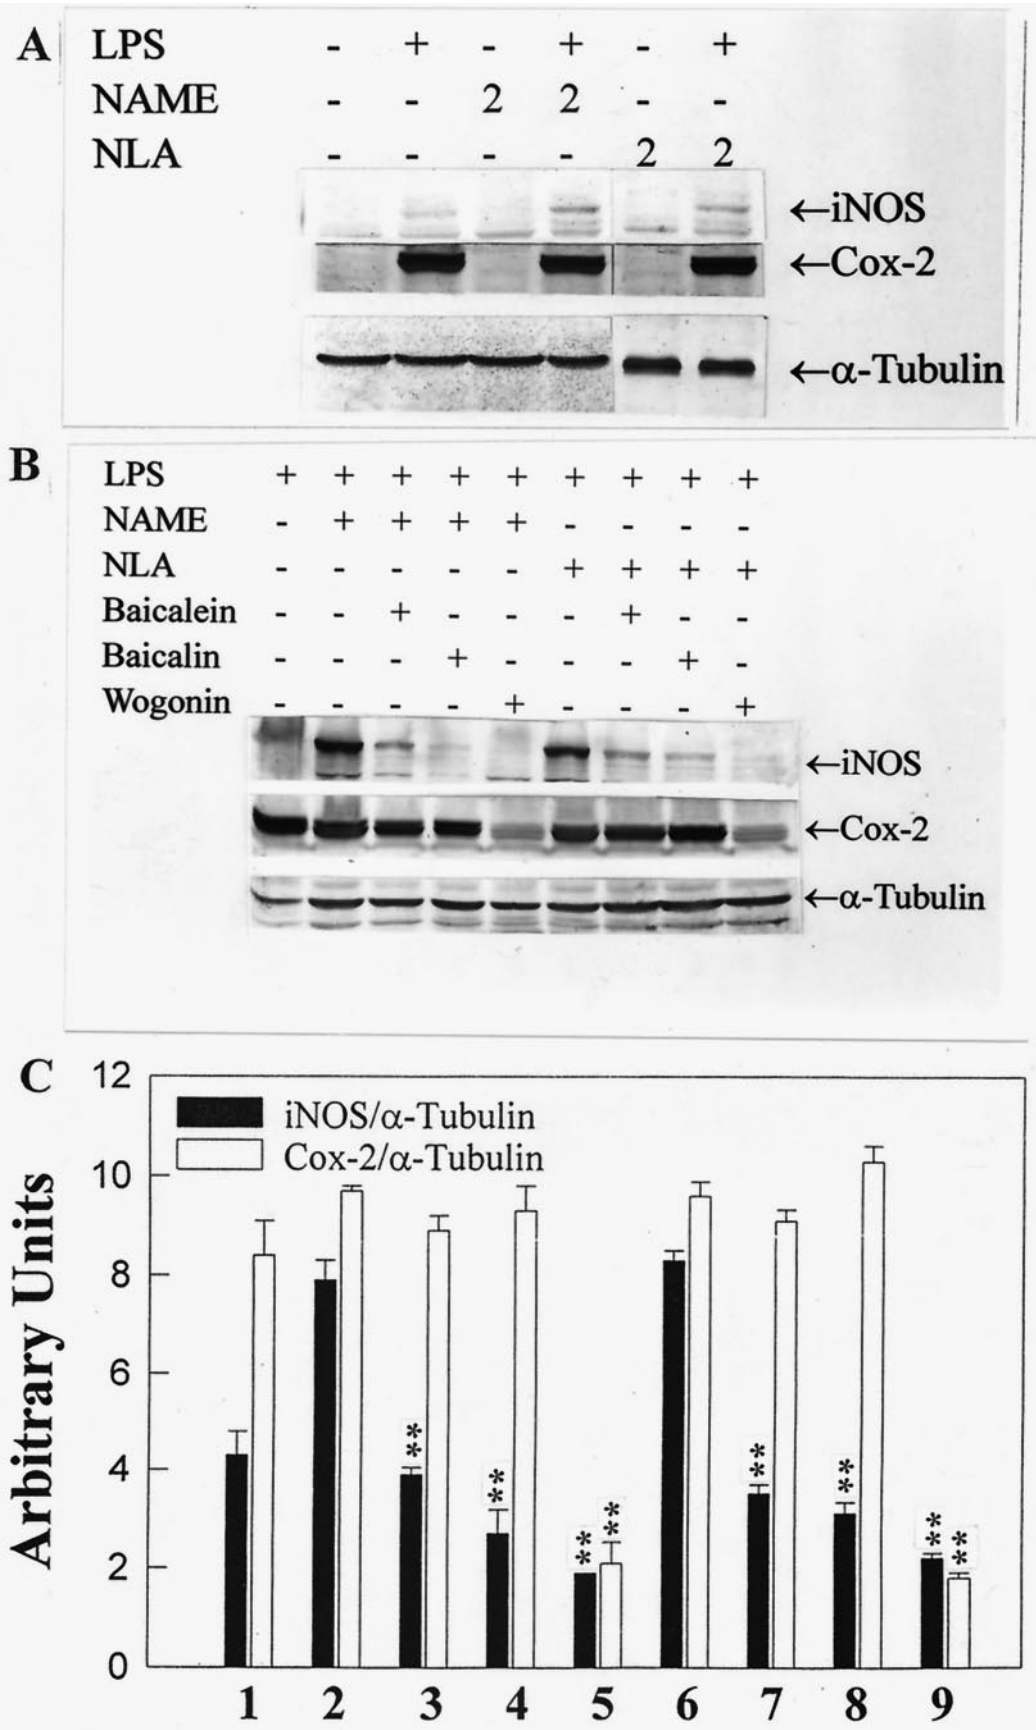 A
LPS - + - + - +
NAME - - 2 2 - -
NLA - - - - 2 2
←iNOS
←Cox-2
←α-Tubulin
B
LPS + + + + + + + + +
NAME - + + + + - - - -
NLA - - - - - + + + +
Baicalein - - + - - - + - -
Baicalin - - - + - - - + -
Wogonin - - - - + - - - +
←iNOS
←Cox-2
←α-Tubulin
C
12
10
8
6
4
2
0
Arbitrary Units
iNOS/α-Tubulin
Cox-2/α-Tubulin
** ** ** ** ** ** ** **
1 2 3 4 5 6 7 8 9